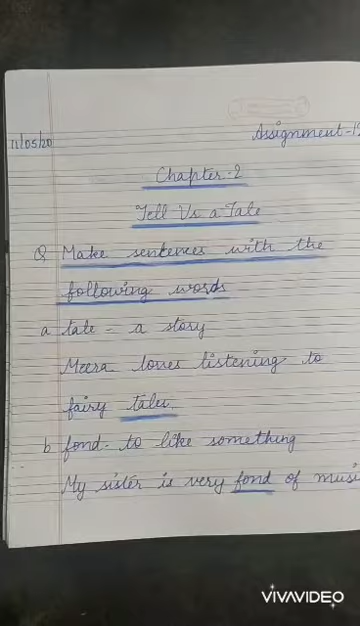 11/05/20
Assignment-1
Chapter-2
Tell Us a Tale
Q Make sentences with the
following words
a tale - a story
Meera loves listening to
fairy tales.
b fond - to like something
My sister is very fond of musi
VIVAVIDEO